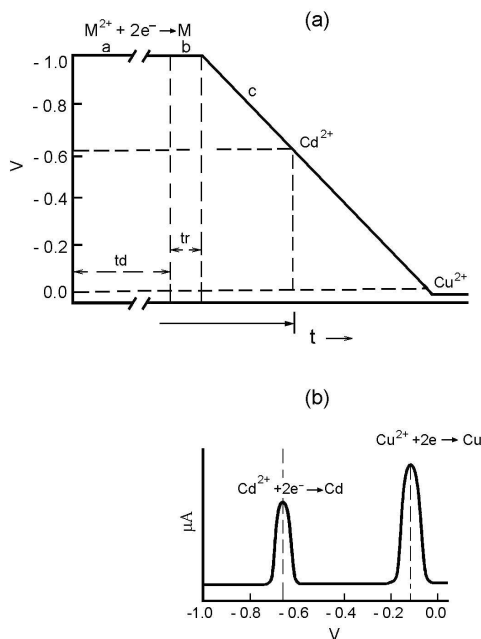 (a)
M²⁺ + 2e⁻ → M
a b
- 1.0
- 0.8
c
Cd²⁺
- 0.6
V
- 0.4
- 0.2
tr
td
0.0
Cu²⁺
t →
(b)
Cu²⁺ +2e → Cu
Cd²⁺ +2e⁻ → Cd
μA
-1.0 - 0.8 - 0.6 - 0.4 - 0.2 0.0
V